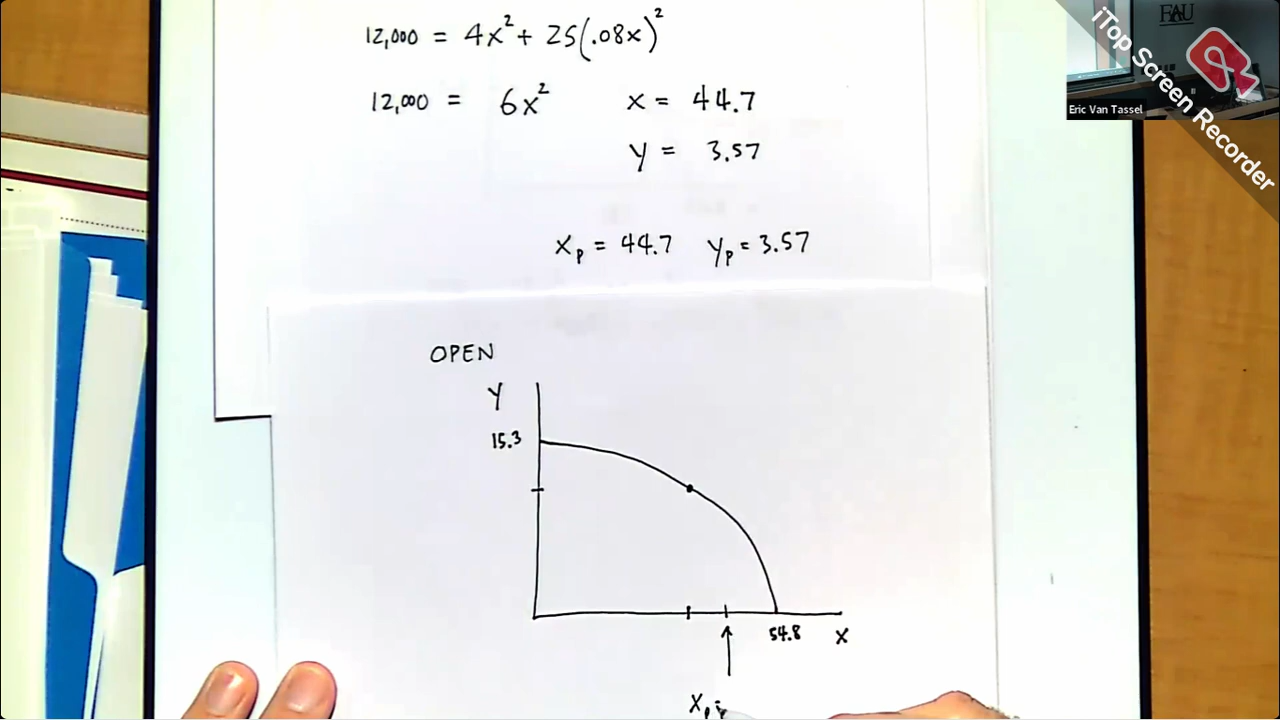 12,000 = 4x² + 25(.08x)²
12,000 = 6x² x = 44.7
y = 3.57
xₚ = 44.7 yₚ = 3.57
OPEN
Y
15.3
54.8 X
FAU
Eric Van Tassel
iTop Screen Recorder